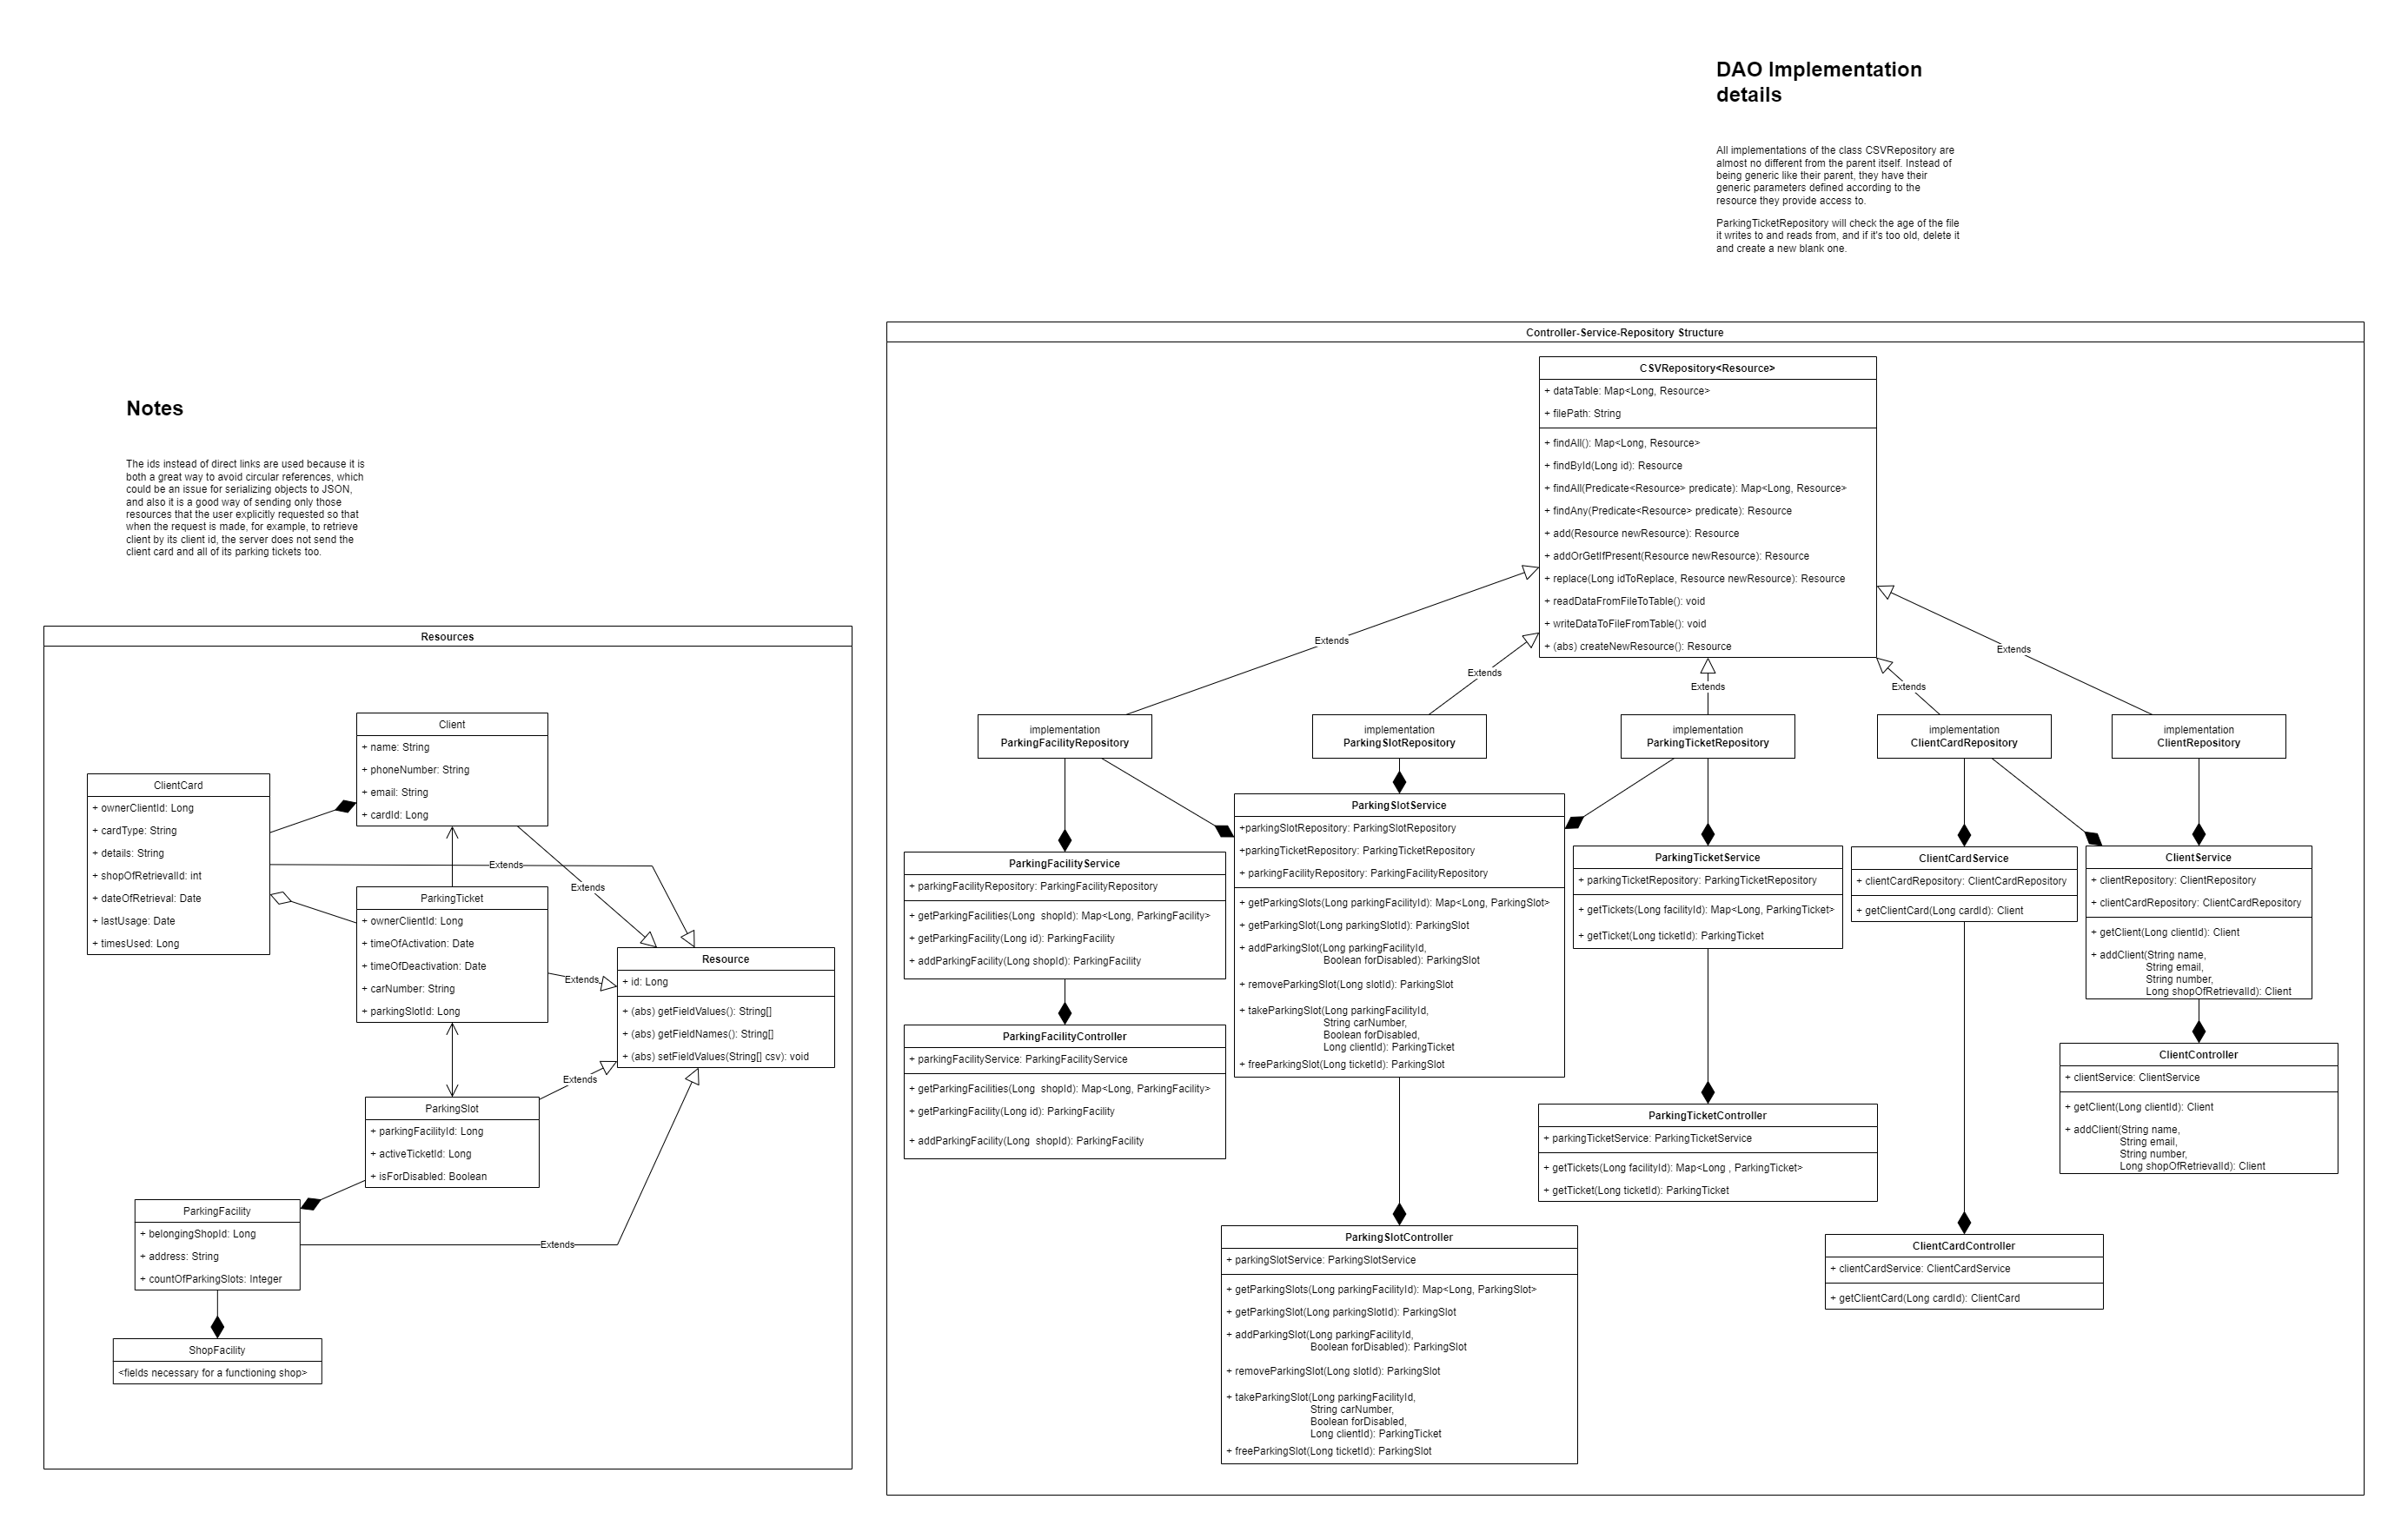 DAO Implementation
details
All implementations of the class CSVRepository are
almost no different from the parent itself. Instead of
being generic like their parent, they have their
generic parameters defined according to the
resource they provide access to.
ParkingTicketRepository will check the age of the file
it writes to and reads from, and if it's too old, delete it
and create a new blank one.
Notes
The ids instead of direct links are used because it is
both a great way to avoid circular references, which
could be an issue for serializing objects to JSON,
and also it is a good way of sending only those
resources that the user explicitly requested so that
when the request is made, for example, to retrieve
client by its client id, the server does not send the
client card and all of its parking tickets too.
Resources
Client
+ name: String
+ phoneNumber: String
+ email: String
+ cardId: Long
ClientCard
+ ownerClientId: Long
+ cardType: String
+ details: String
+ shopOfRetrievalId: int
+ dateOfRetrieval: Date
+ lastUsage: Date
+ timesUsed: Long
Extends
Extends
ParkingTicket
+ ownerClientId: Long
+ timeOfActivation: Date
+ timeOfDeactivation: Date
+ carNumber: String
+ parkingSlotId: Long
Extends
Resource
+ id: Long
+ (abs) getFieldValues(): String[]
+ (abs) getFieldNames(): String[]
+ (abs) setFieldValues(String[] csv): void
Extends
ParkingSlot
+ parkingFacilityId: Long
+ activeTicketId: Long
+ isForDisabled: Boolean
ParkingFacility
+ belongingShopId: Long
+ address: String
+ countOfParkingSlots: Integer
Extends
ShopFacility
<fields necessary for a functioning shop>
Controller-Service-Repository Structure
CSVRepository<Resource>
+ dataTable: Map<Long, Resource>
+ filePath: String
+ findAll(): Map<Long, Resource>
+ findById(Long id): Resource
+ findAll(Predicate<Resource> predicate): Map<Long, Resource>
+ findAny(Predicate<Resource> predicate): Resource
+ add(Resource newResource): Resource
+ addOrGetIfPresent(Resource newResource): Resource
+ replace(Long idToReplace, Resource newResource): Resource
+ readDataFromFileToTable(): void
+ writeDataToFileFromTable(): void
+ (abs) createNewResource(): Resource
Extends
Extends
Extends
Extends
Extends
implementation
ParkingFacilityRepository
implementation
ParkingSlotRepository
implementation
ParkingTicketRepository
implementation
ClientCardRepository
implementation
ClientRepository
ParkingFacilityService
+ parkingFacilityRepository: ParkingFacilityRepository
+ getParkingFacilities(Long  shopId): Map<Long, ParkingFacility>
+ getParkingFacility(Long id): ParkingFacility
+ addParkingFacility(Long shopId): ParkingFacility
ParkingSlotService
+parkingSlotRepository: ParkingSlotRepository
+parkingTicketRepository: ParkingTicketRepository
+ parkingFacilityRepository: ParkingFacilityRepository
+ getParkingSlots(Long parkingFacilityId): Map<Long, ParkingSlot>
+ getParkingSlot(Long parkingSlotId): ParkingSlot
+ addParkingSlot(Long parkingFacilityId,
Boolean forDisabled): ParkingSlot
+ removeParkingSlot(Long slotId): ParkingSlot
+ takeParkingSlot(Long parkingFacilityId,
String carNumber,
Boolean forDisabled,
Long clientId): ParkingTicket
+ freeParkingSlot(Long ticketId): ParkingSlot
ParkingTicketService
+ parkingTicketRepository: ParkingTicketRepository
+ getTickets(Long facilityId): Map<Long, ParkingTicket>
+ getTicket(Long ticketId): ParkingTicket
ClientCardService
+ clientCardRepository: ClientCardRepository
+ getClientCard(Long cardId): Client
ClientService
+ clientRepository: ClientRepository
+ clientCardRepository: ClientCardRepository
+ getClient(Long clientId): Client
+ addClient(String name,
String email,
String number,
Long shopOfRetrievalId): Client
ParkingFacilityController
+ parkingFacilityService: ParkingFacilityService
+ getParkingFacilities(Long  shopId): Map<Long, ParkingFacility>
+ getParkingFacility(Long id): ParkingFacility
+ addParkingFacility(Long  shopId): ParkingFacility
ClientController
+ clientService: ClientService
+ getClient(Long clientId): Client
+ addClient(String name,
String email,
String number,
Long shopOfRetrievalId): Client
ParkingTicketController
+ parkingTicketService: ParkingTicketService
+ getTickets(Long facilityId): Map<Long , ParkingTicket>
+ getTicket(Long ticketId): ParkingTicket
ParkingSlotController
+ parkingSlotService: ParkingSlotService
+ getParkingSlots(Long parkingFacilityId): Map<Long, ParkingSlot>
+ getParkingSlot(Long parkingSlotId): ParkingSlot
+ addParkingSlot(Long parkingFacilityId,
Boolean forDisabled): ParkingSlot
+ removeParkingSlot(Long slotId): ParkingSlot
+ takeParkingSlot(Long parkingFacilityId,
String carNumber,
Boolean forDisabled,
Long clientId): ParkingTicket
+ freeParkingSlot(Long ticketId): ParkingSlot
ClientCardController
+ clientCardService: ClientCardService
+ getClientCard(Long cardId): ClientCard